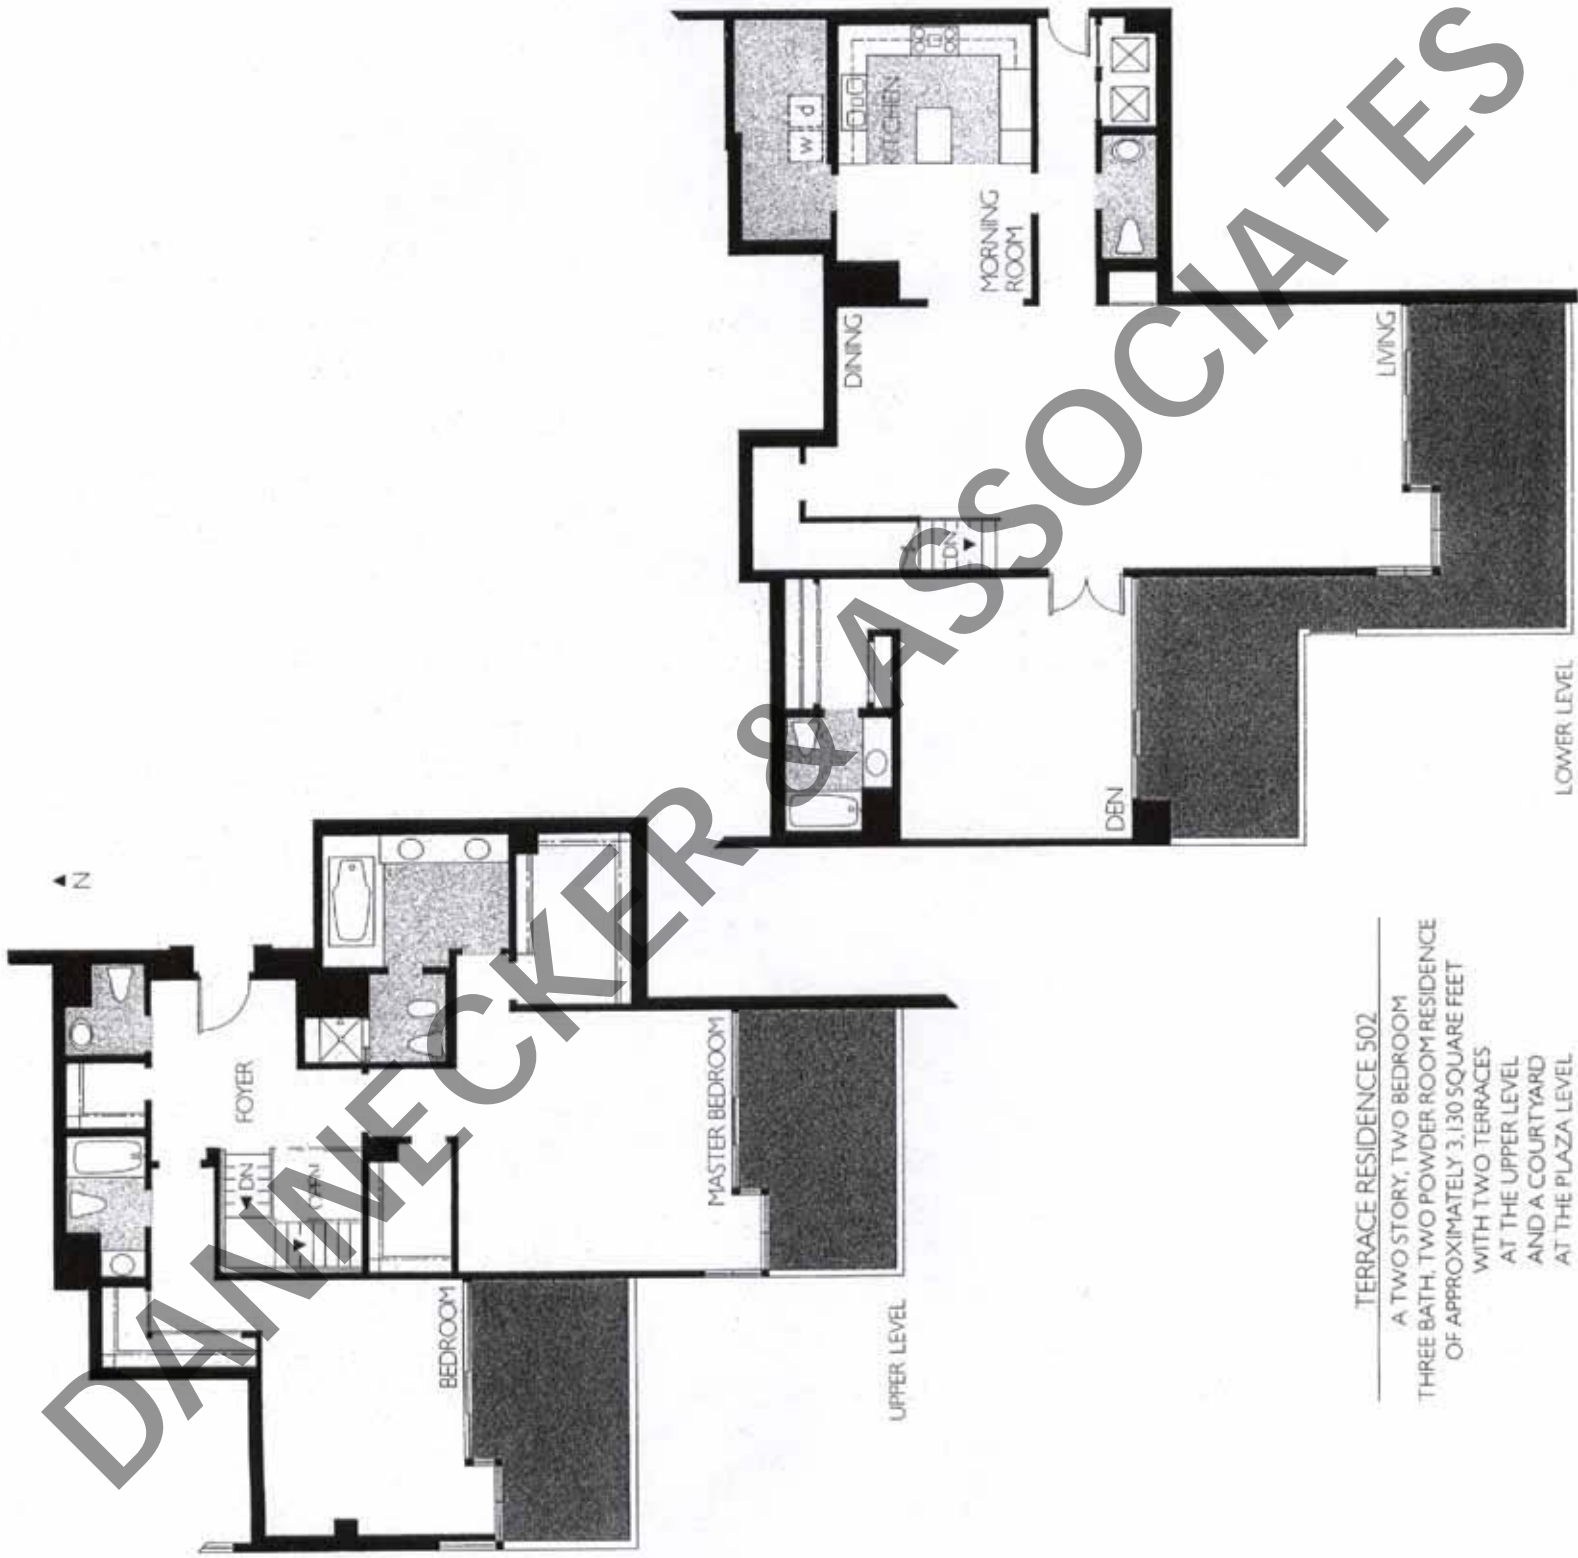 N
FOYER
DN
OPEN
BEDROOM
MASTER BEDROOM
UPPER LEVEL
w d
KITCHEN
MORNING
ROOM
DINING
DN
LIVING
DEN
LOWER LEVEL
TERRACE RESIDENCE 502
A TWO STORY, TWO BEDROOM
THREE BATH, TWO POWDER ROOM RESIDENCE
OF APPROXIMATELY 3,130 SQUARE FEET
WITH TWO TERRACES
AT THE UPPER LEVEL
AND A COURTYARD
AT THE PLAZA LEVEL
DANNECKER & ASSOCIATES